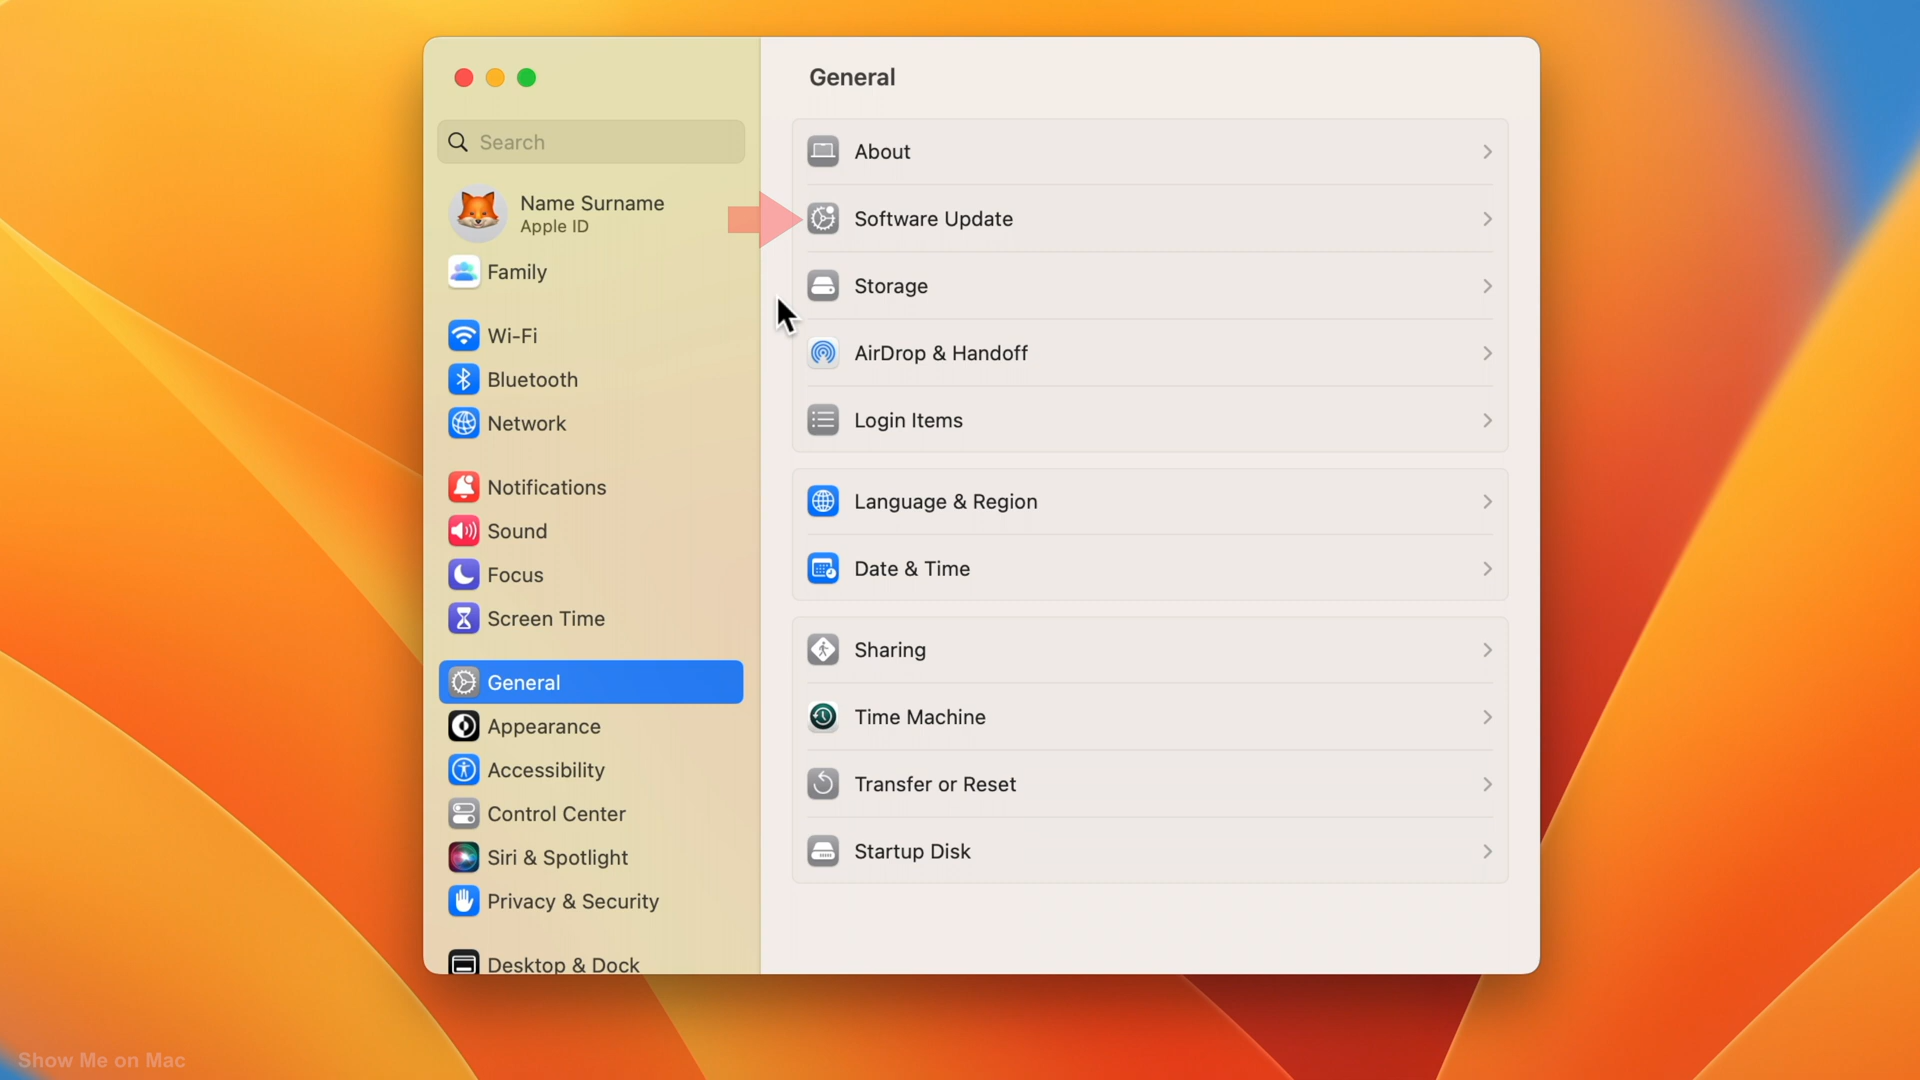 General
Search
Name Surname
Apple ID
Family
Wi-Fi
Bluetooth
Network
Notifications
Sound
Focus
Screen Time
General
Appearance
Accessibility
Control Center
Siri & Spotlight
Privacy & Security
Desktop & Dock
About
Software Update
Storage
AirDrop & Handoff
Login Items
Language & Region
Date & Time
Sharing
Time Machine
Transfer or Reset
Startup Disk
Show Me on Mac